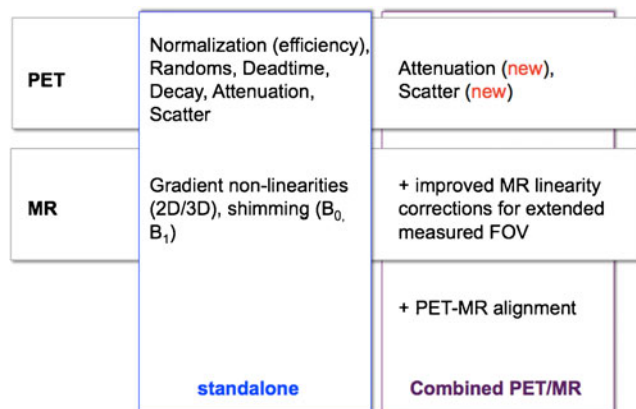 PET
Normalization (efficiency),
Randoms, Deadtime,
Decay, Attenuation,
Scatter
Attenuation (new),
Scatter (new)
MR
Gradient non-linearities
(2D/3D), shimming (B0,
B1)
+ improved MR linearity
corrections for extended
measured FOV
+ PET-MR alignment
standalone
Combined PET/MR